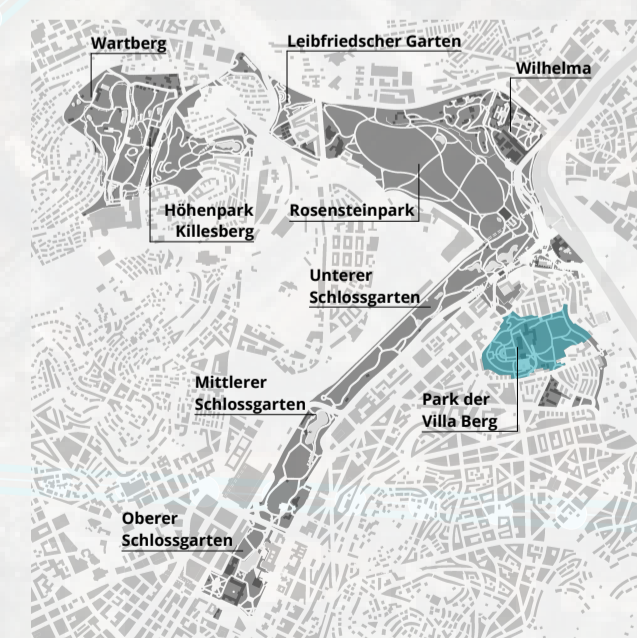 Wartberg
Leibfriedscher Garten
Wilhelma
Höhenpark
Killesberg
Rosensteinpark
Unterer
Schlossgarten
Mittlerer
Schlossgarten
Park der
Villa Berg
Oberer
Schlossgarten